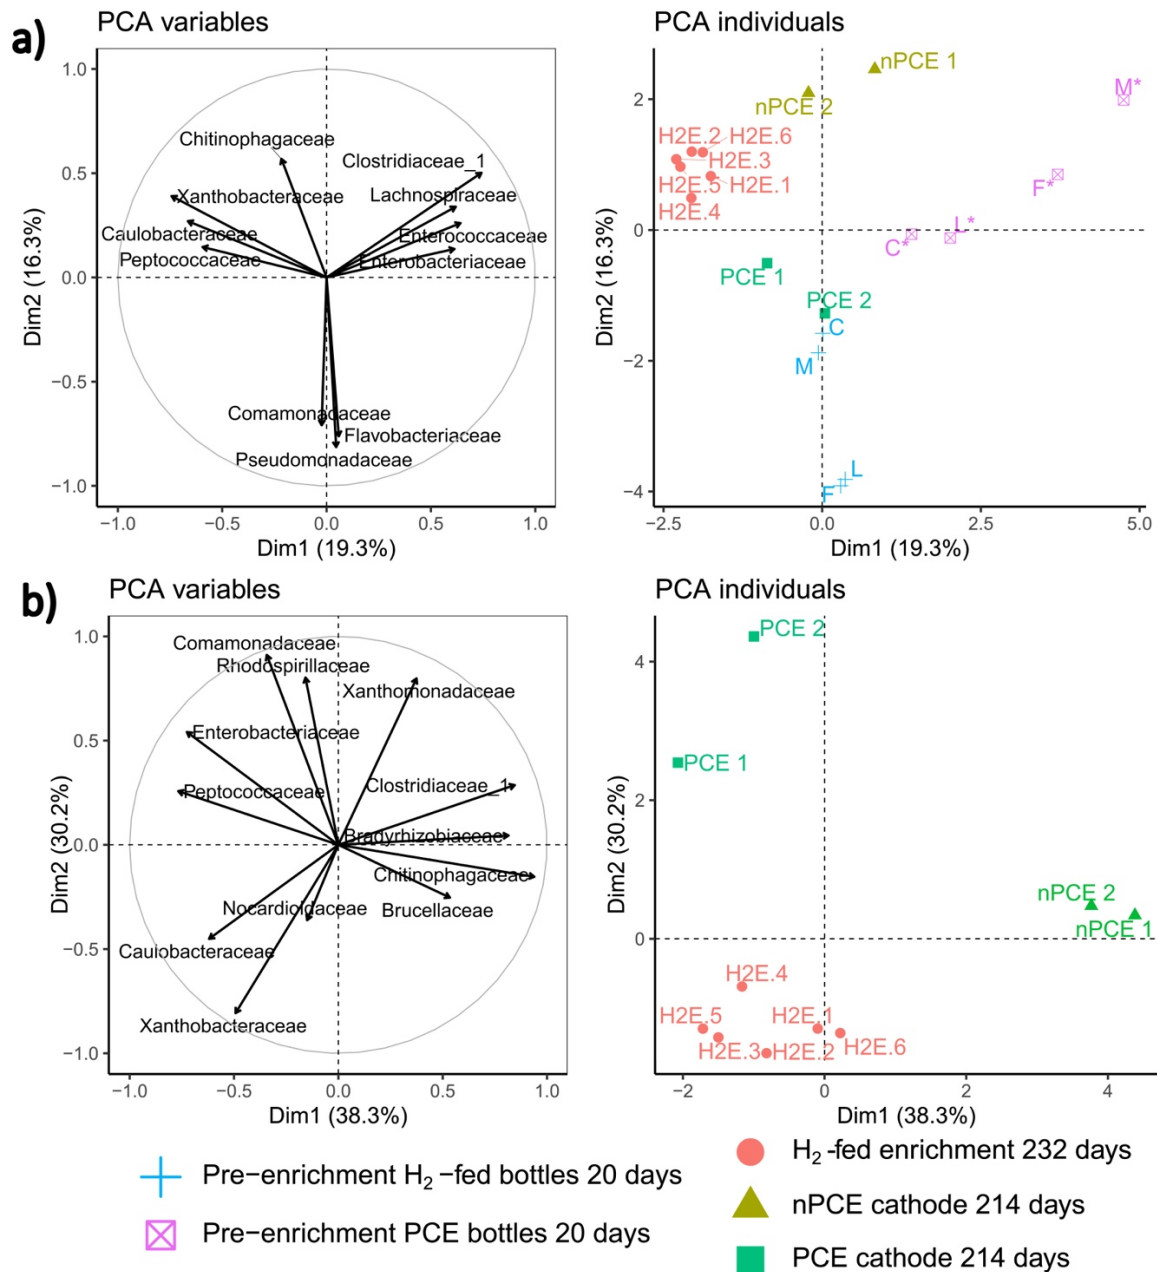 a)
PCA variables
1.0
0.5
0.0
−0.5
−1.0
Dim2 (16.3%)
Chitinophagaceae
Clostridiaceae_1
Xanthobacteraceae
Lachnospiraceae
Caulobacteraceae
Enterococcaceae
Peptococcaceae
Enterobacteriaceae
Comamonadaceae
Flavobacteriaceae
Pseudomonadaceae
−1.0 −0.5 0.0 0.5 1.0
Dim1 (19.3%)
PCA individuals
2
0
−2
−4
Dim2 (16.3%)
nPCE 1
M*
nPCE 2
H2E.2 H2E.6
H2E.3
H2E.5 H2E.1
H2E.4
F*
L*
C*
PCE 1
PCE 2
C
M
L
F
−2.5 0.0 2.5 5.0
Dim1 (19.3%)
b)
PCA variables
1.0
0.5
0.0
−0.5
−1.0
Dim2 (30.2%)
Comamonadaceae
Rhodospirillaceae
Xanthomonadaceae
Enterobacteriaceae
Clostridiaceae_1
Peptococcaceae
Bradyrhizobiaceae
Chitinophagaceae
Nocardioidaceae
Brucellaceae
Caulobacteraceae
Xanthobacteraceae
−1.0 −0.5 0.0 0.5 1.0
Dim1 (38.3%)
PCA individuals
4
2
0
Dim2 (30.2%)
PCE 2
PCE 1
nPCE 2
nPCE 1
H2E.4
H2E.5 H2E.1
H2E.3 H2E.2 H2E.6
−2 0 2 4
Dim1 (38.3%)
Pre−enrichment H₂−fed bottles 20 days
Pre−enrichment PCE bottles 20 days
H₂-fed enrichment 232 days
nPCE cathode 214 days
PCE cathode 214 days